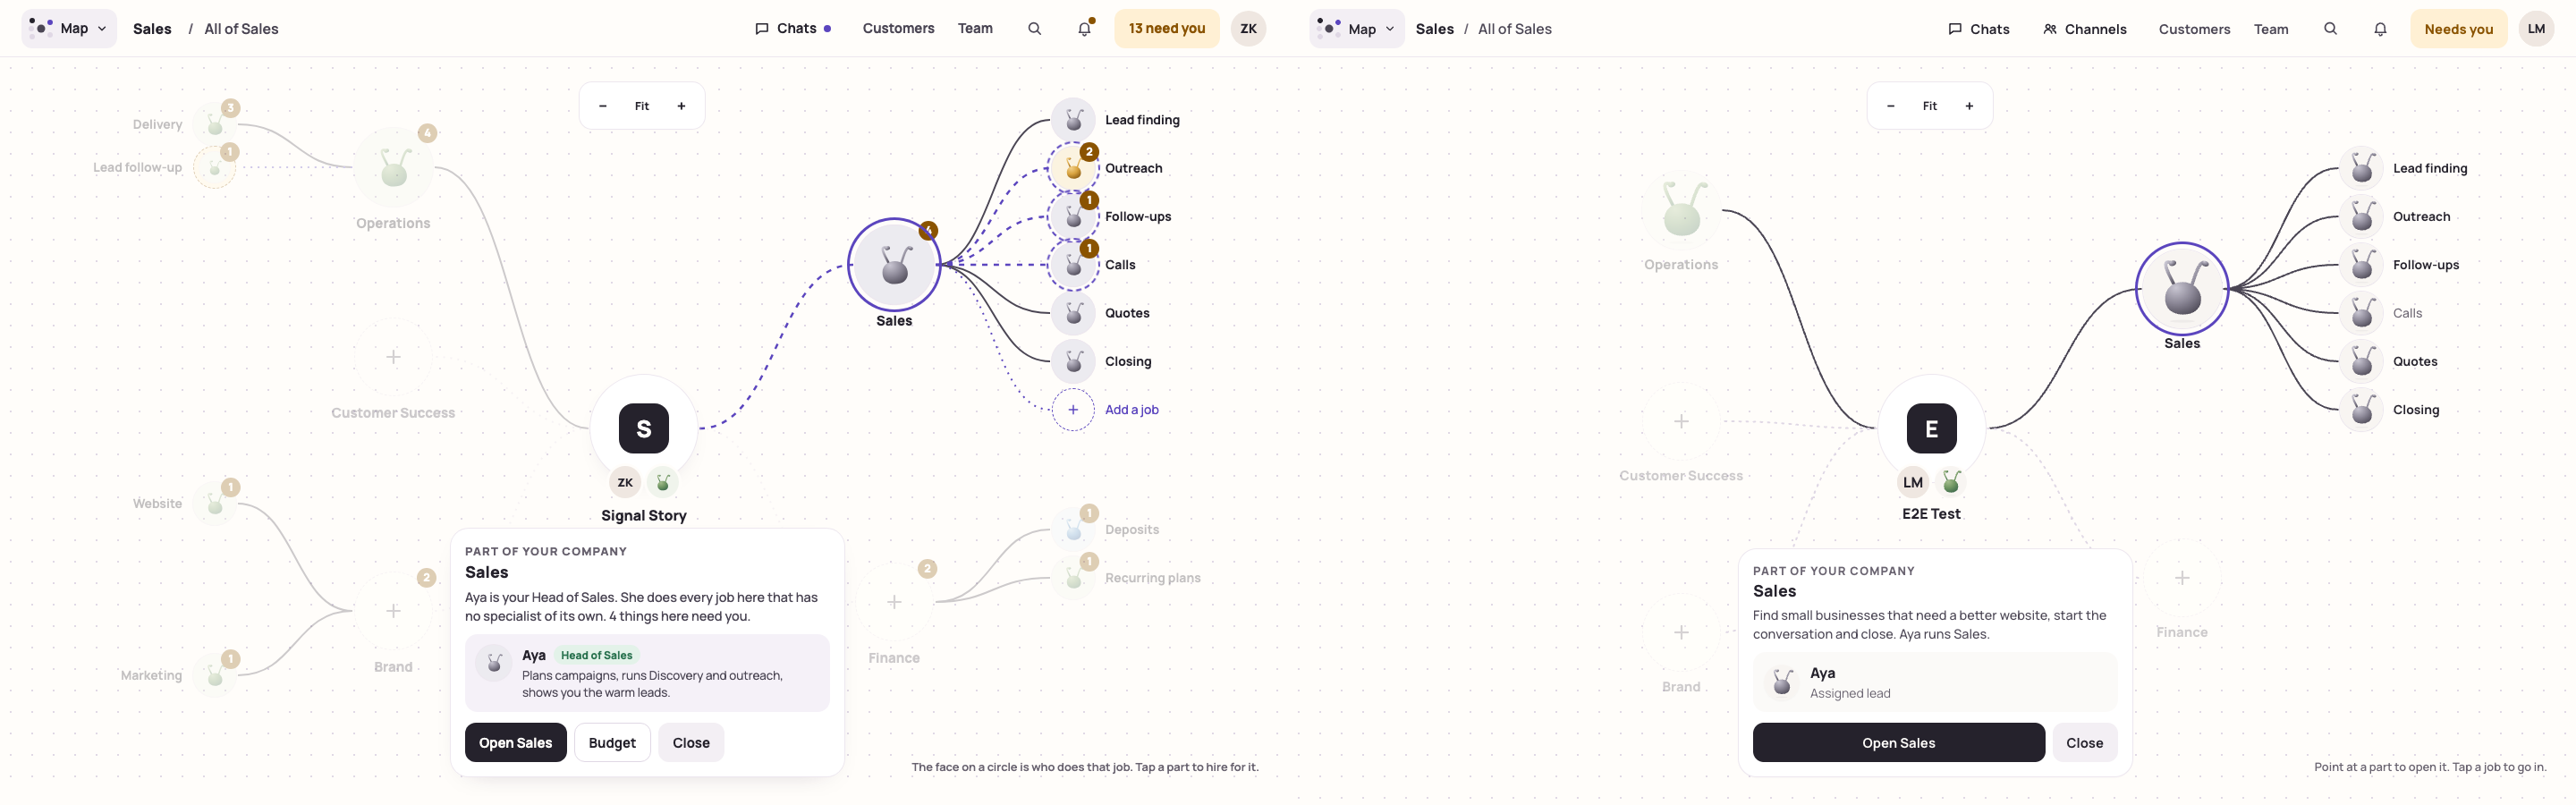 Map
Sales / All of Sales
Chats
Customers
Team
13 need you
ZK
Fit
Delivery
3
Lead follow-up
1
4
Operations
Customer Success
Website
1
Marketing
1
2
Brand
S
ZK
Signal Story
4
Sales
Lead finding
2
Outreach
1
Follow-ups
1
Calls
Quotes
Closing
Add a job
1
Deposits
1
Recurring plans
2
Finance
PART OF YOUR COMPANY
Sales
Aya is your Head of Sales. She does every job here that has
no specialist of its own. 4 things here need you.
Aya Head of Sales
Plans campaigns, runs Discovery and outreach,
shows you the warm leads.
Open Sales
Budget
Close
The face on a circle is who does that job. Tap a part to hire for it.
Map
Sales / All of Sales
Chats
Channels
Customers
Team
Needs you
LM
Fit
Operations
Customer Success
Brand
E
LM
E2E Test
Sales
Lead finding
Outreach
Follow-ups
Calls
Quotes
Closing
Finance
PART OF YOUR COMPANY
Sales
Find small businesses that need a better website, start the
conversation and close. Aya runs Sales.
Aya
Assigned lead
Open Sales
Close
Point at a part to open it. Tap a job to go in.